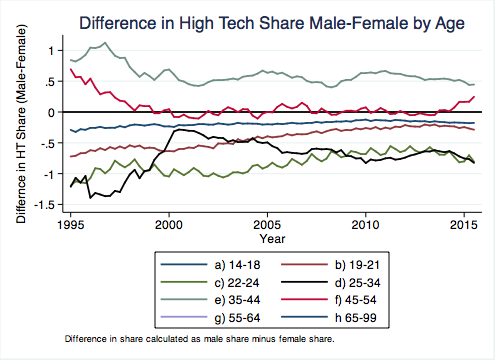 Difference in High Tech Share Male-Female by Age
Differnce in HT Share (Male-Female)
1
.5
0
-.5
-1
-1.5
1995 2000 2005 2010 2015
Year
a) 14-18 b) 19-21
c) 22-24 d) 25-34
e) 35-44 f) 45-54
g) 55-64 h 65-99
Difference in share calculated as male share minus female share.